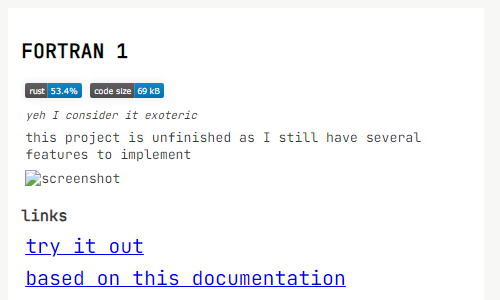 FORTRAN 1
rust 53.4% code size 69 kB
yeh I consider it exoteric
this project is unfinished as I still have several
features to implement
screenshot
links
try it out
based on this documentation